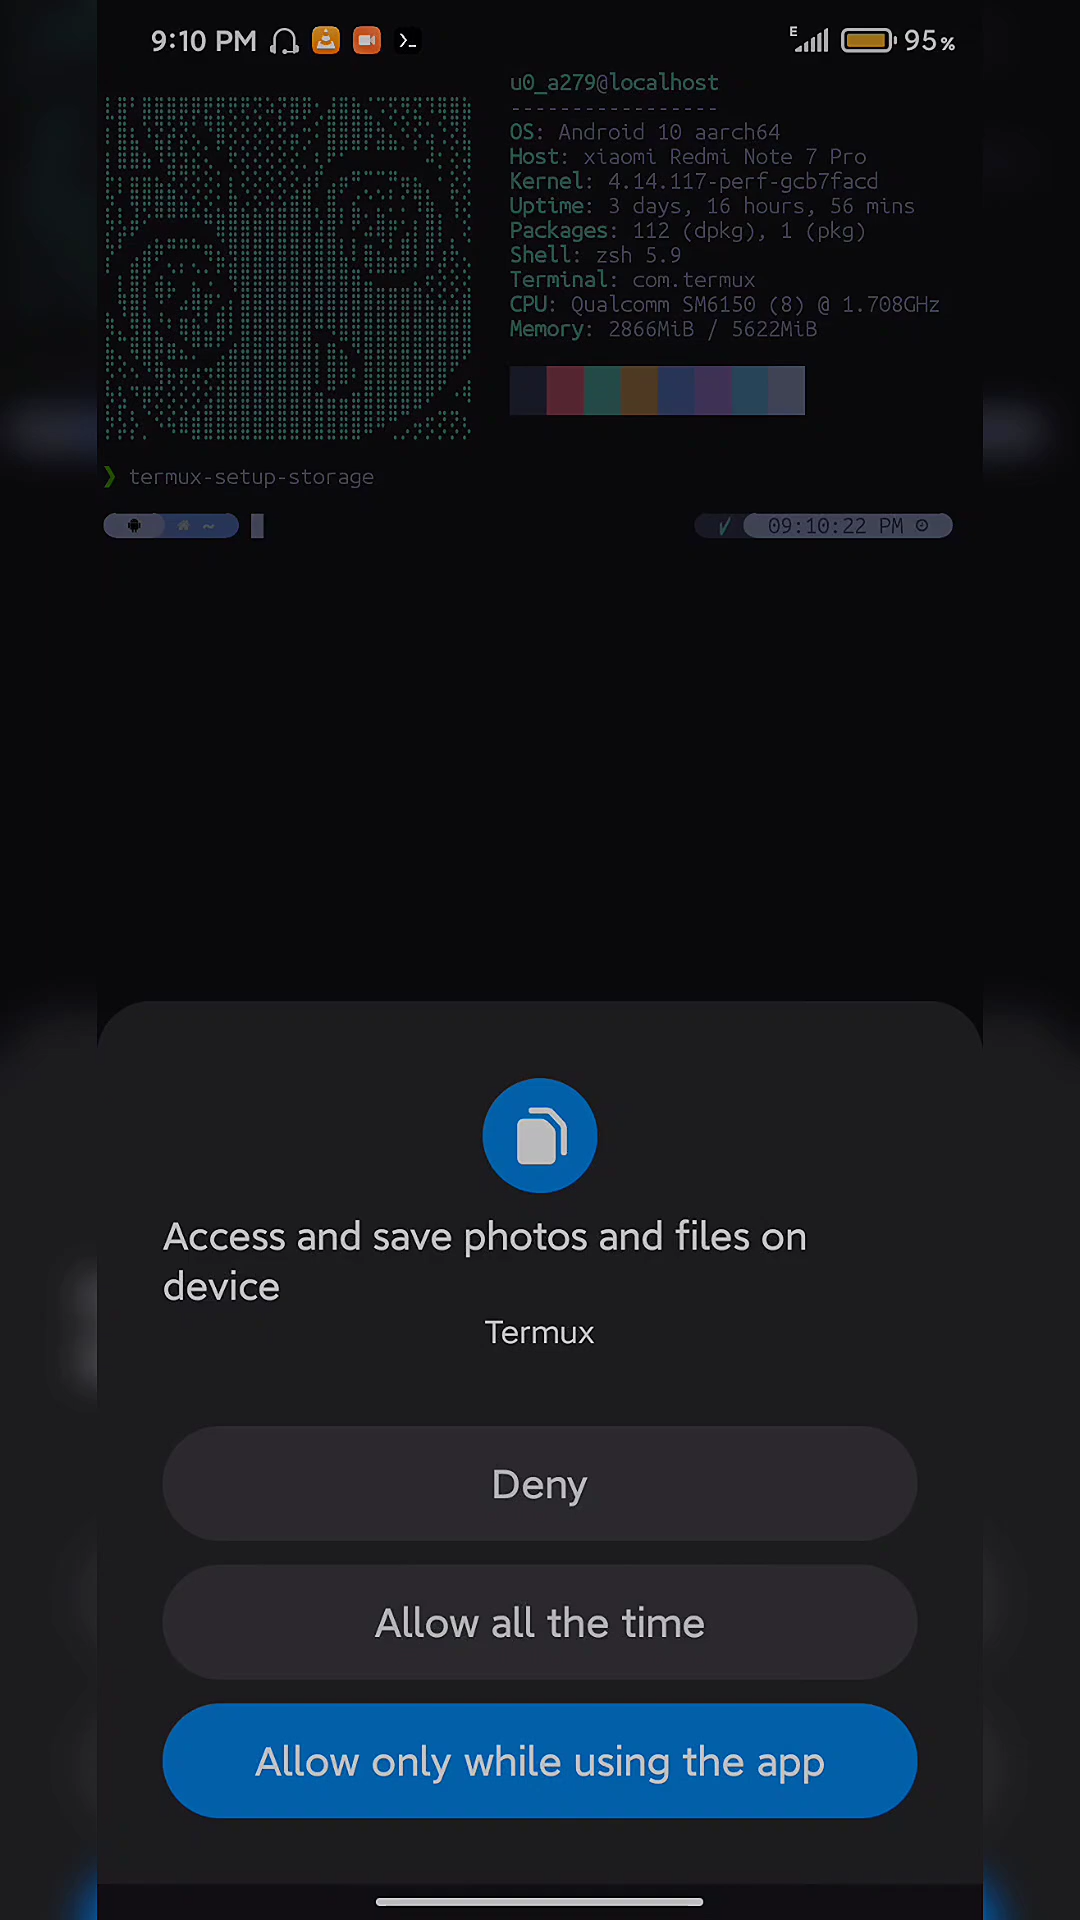 9:10 PM E 95%
u0_a279@localhost
-----------------
OS: Android 10 aarch64
Host: xiaomi Redmi Note 7 Pro
Kernel: 4.14.117-perf-gcb7facd
Uptime: 3 days, 16 hours, 56 mins
Packages: 112 (dpkg), 1 (pkg)
Shell: zsh 5.9
Terminal: com.termux
CPU: Qualcomm SM6150 (8) @ 1.708GHz
Memory: 2866MiB / 5622MiB
❯ termux-setup-storage
~ ✓ 09:10:22 PM
Access and save photos and files on
device
Termux
Deny
Allow all the time
Allow only while using the app